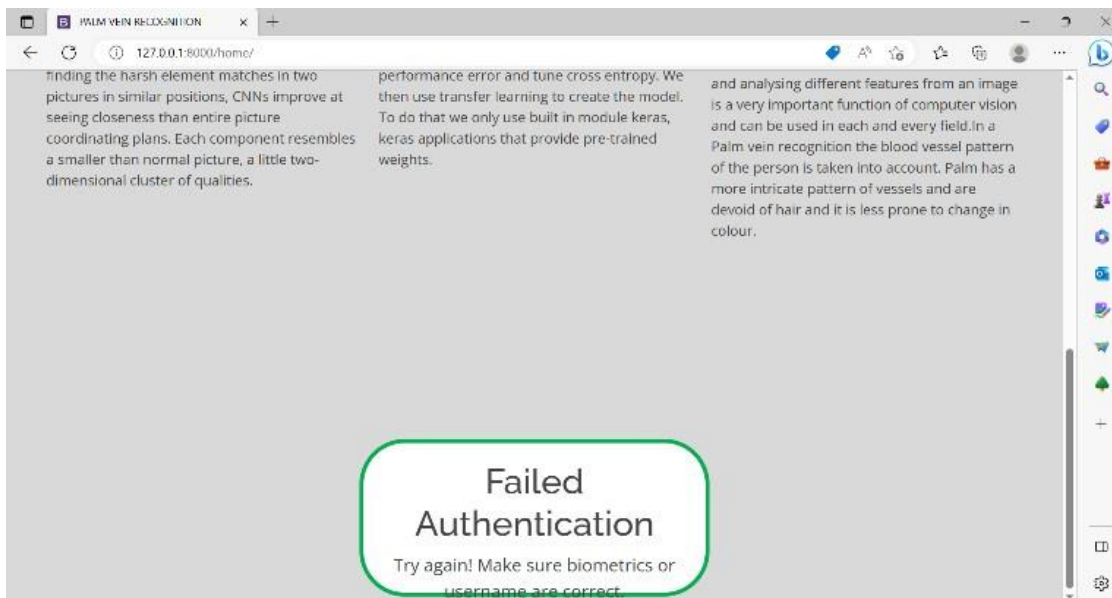 PALM VEIN RECOGNITION
127.0.0.1:8000/home/
finding the harsh element matches in two
pictures in similar positions, CNNs improve at
seeing closeness than entire picture
coordinating plans. Each component resembles
a smaller than normal picture, a little two-
dimensional cluster of qualities.
performance error and tune cross entropy. We
then use transfer learning to create the model.
To do that we only use built in module keras,
keras applications that provide pre-trained
weights.
and analysing different features from an image
is a very important function of computer vision
and can be used in each and every field.In a
Palm vein recognition the blood vessel pattern
of the person is taken into account. Palm has a
more intricate pattern of vessels and are
devoid of hair and it is less prone to change in
colour.
Failed
Authentication
Try again! Make sure biometrics or
username are correct.